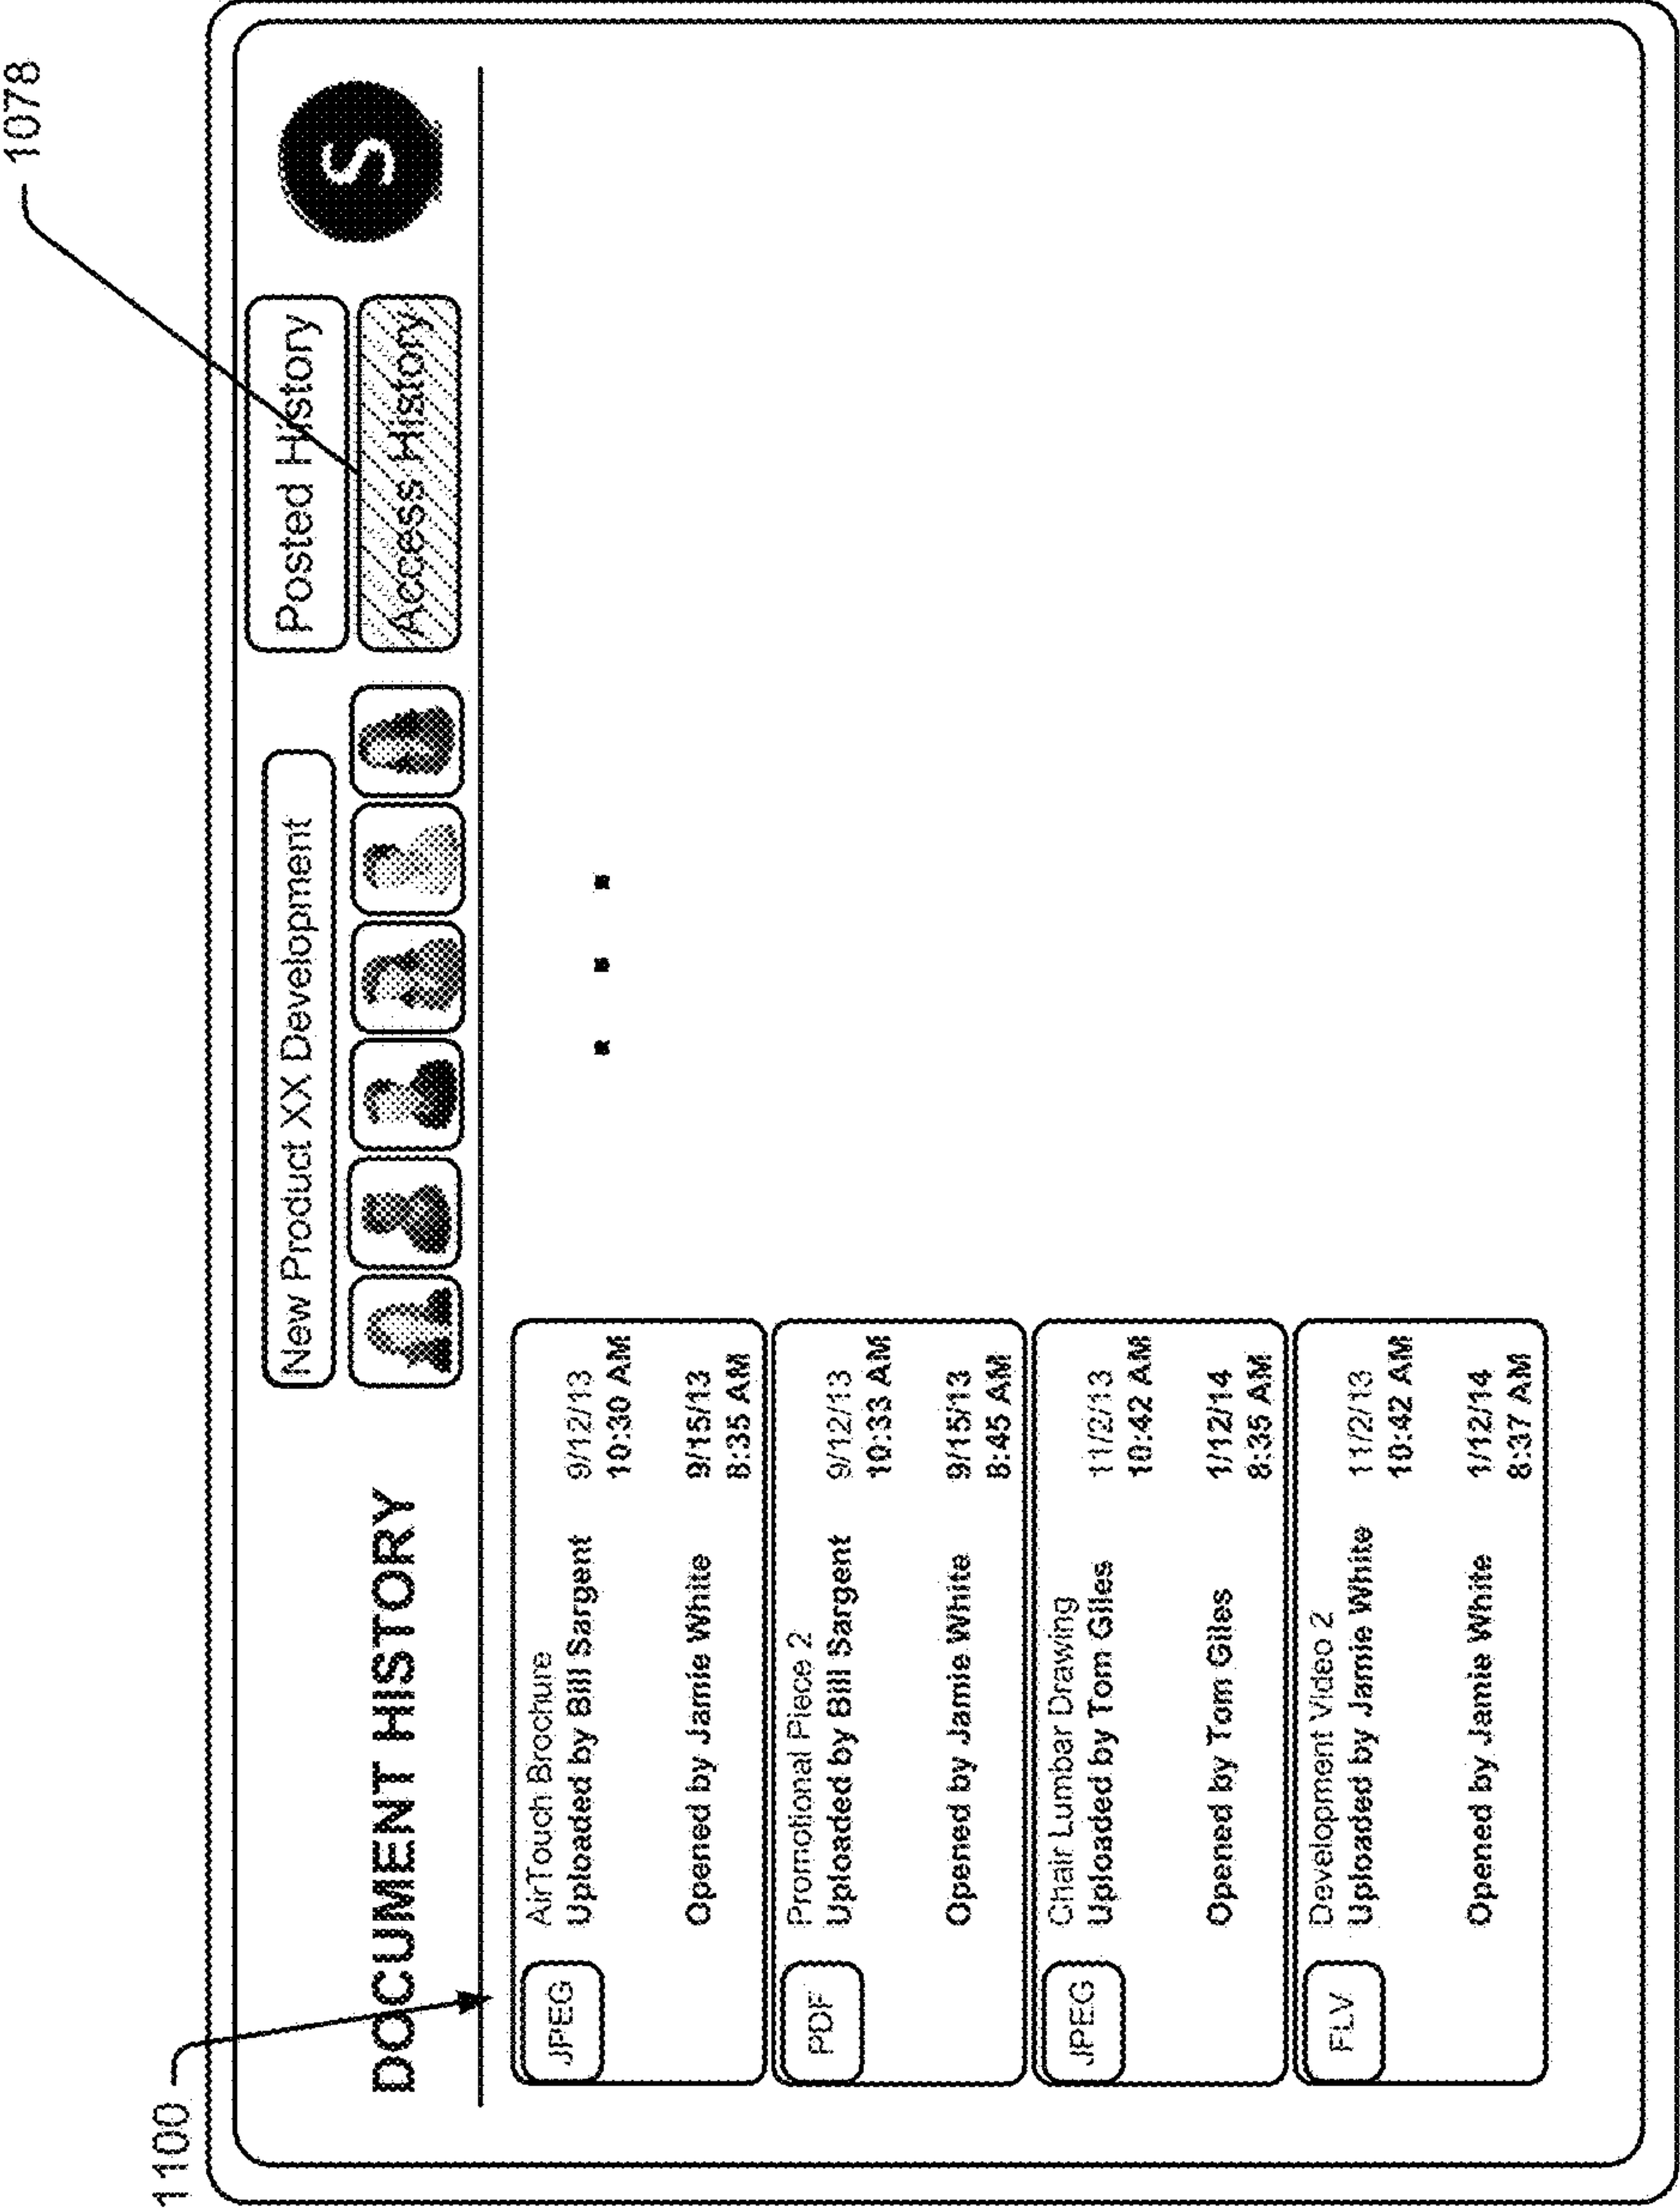 1078
1100
DOCUMENT HISTORY
New Product XX Development
Posted History
Access History
S
JPEG
AirTouch Brochure
Uploaded by Bill Sargent
9/12/13
10:30 AM
Opened by Jamie White
9/15/13
8:35 AM
PDF
Promotional Piece 2
Uploaded by Bill Sargent
9/12/13
10:33 AM
Opened by Jamie White
9/15/13
8:45 AM
JPEG
Chair Lumbar Drawing
Uploaded by Tom Giles
11/2/13
10:42 AM
Opened by Tom Giles
1/12/14
8:35 AM
FLV
Development Video 2
Uploaded by Jamie White
11/2/13
10:42 AM
Opened by Jamie White
1/12/14
8:37 AM